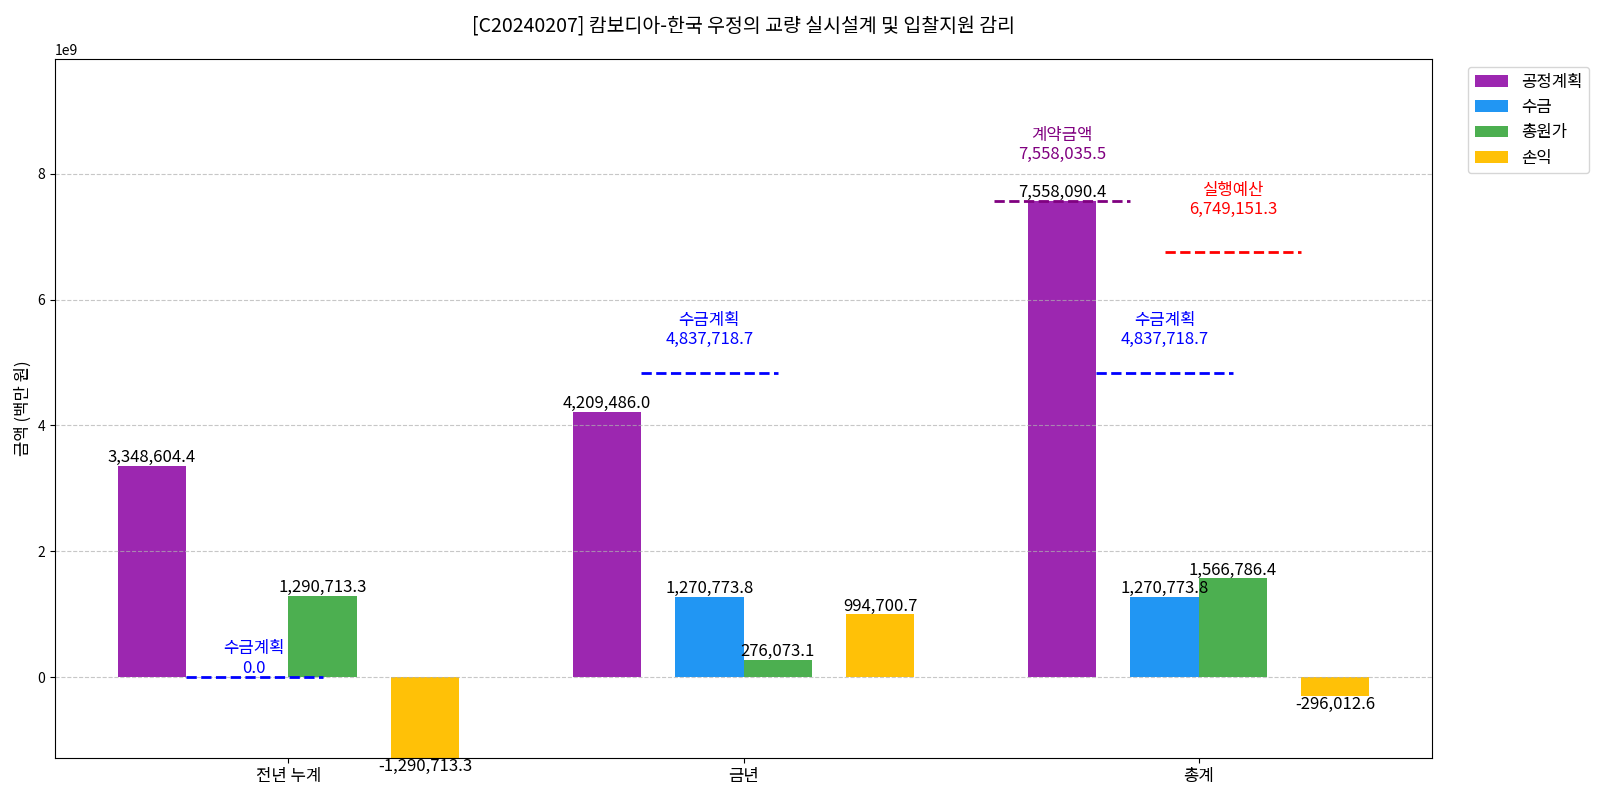 [C20240207] 캄보디아-한국 우정의 교량 실시설계 및 입찰지원 감리
1e9
공정계획
수금
총원가
손익
계약금액
7,558,035.5
8
7,558,090.4
실행예산
6,749,151.3
6
수금계획
4,837,718.7
수금계획
4,837,718.7
금액 (백만 원)
4
4,209,486.0
3,348,604.4
2
1,290,713.3
1,270,773.8
994,700.7
1,270,773.8
1,566,786.4
수금계획
0.0
276,073.1
0
-296,012.6
-1,290,713.3
전년 누계
금년
총계